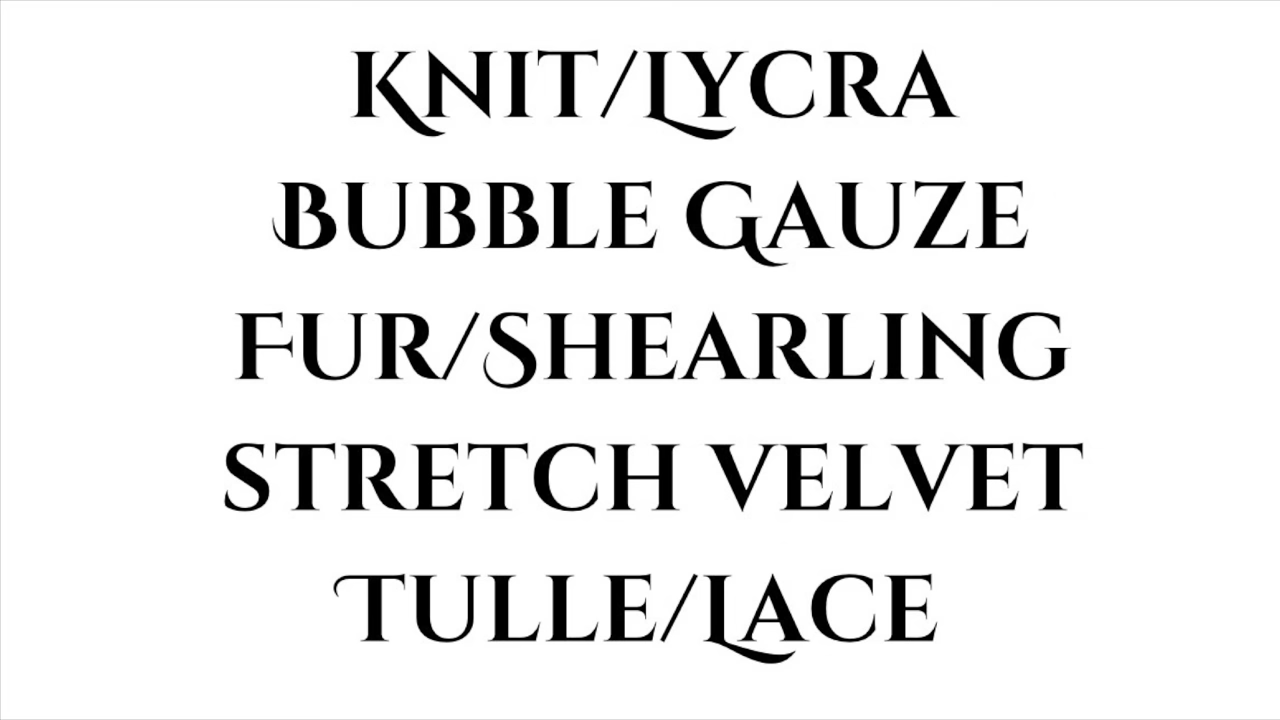 Knit/Lycra
Bubble Gauze
Fur/Shearling
stretch velvet
Tulle/Lace